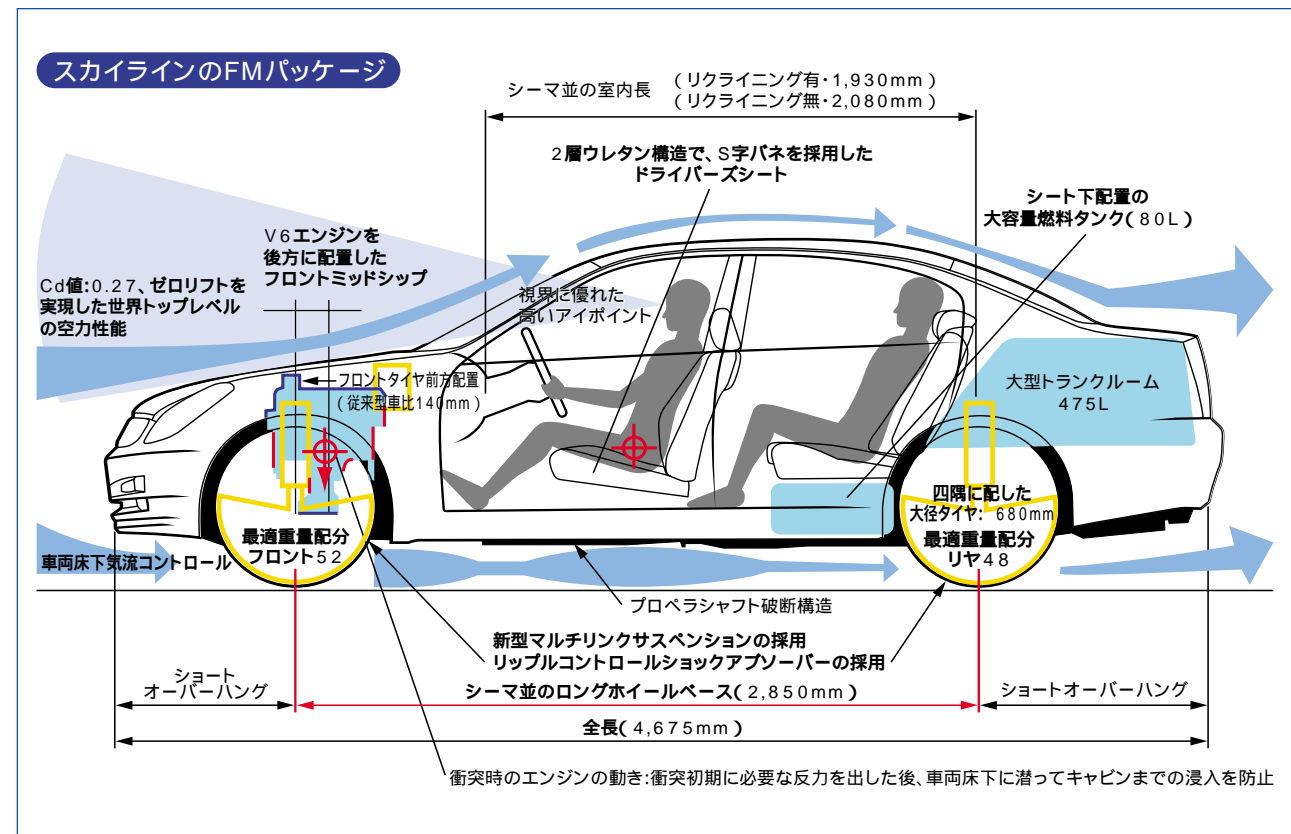 スカイラインのFMパッケージ
シーマ並の室内長
(リクライニング有・1,930mm)
(リクライニング無・2,080mm)
2層ウレタン構造で、S字バネを採用した
ドライバーズシート
シート下配置の
大容量燃料タンク(80L)
V6エンジンを
後方に配置した
フロントミッドシップ
Cd値:0.27、ゼロリフトを
実現した世界トップレベル
の空力性能
視界に優れた
高いアイポイント
フロントタイヤ前方配置
(従来型車比140mm)
大型トランクルーム
475L
四隅に配した
大径タイヤ: 680mm
最適重量配分
リヤ48
最適重量配分
フロント52
車両床下気流コントロール
プロペラシャフト破断構造
新型マルチリンクサスペンションの採用
リップルコントロールショックアブソーバーの採用
ショート
オーバーハング
シーマ並のロングホイールベース(2,850mm)
ショートオーバーハング
全長(4,675mm)
衝突時のエンジンの動き:衝突初期に必要な反力を出した後、車両床下に潜ってキャビンまでの浸入を防止